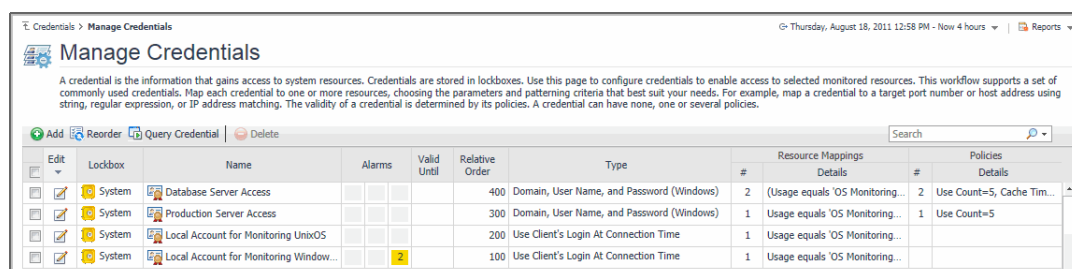 Credentials > Manage Credentials
Thursday, August 18, 2011 12:58 PM - Now 4 hours
Reports
Manage Credentials
A credential is the information that gains access to system resources. Credentials are stored in lockboxes. Use this page to configure credentials to enable access to selected monitored resources. This workflow supports a set of
commonly used credentials. Map each credential to one or more resources, choosing the parameters and patterning criteria that best suit your needs. For example, map a credential to a target port number or host address using
string, regular expression, or IP address matching. The validity of a credential is determined by its policies. A credential can have none, one or several policies.
Add Reorder Query Credential Delete Search
Edit Lockbox Name Alarms Valid Until Relative Order Type Resource Mappings Policies
# Details # Details
System Database Server Access 400 Domain, User Name, and Password (Windows) 2 (Usage equals 'OS Monitoring... 2 Use Count=5, Cache Tim...
System Production Server Access 300 Domain, User Name, and Password (Windows) 1 Usage equals 'OS Monitoring... 1 Use Count=5
System Local Account for Monitoring UnixOS 200 Use Client's Login At Connection Time 1 Usage equals 'OS Monitoring...
System Local Account for Monitoring Window... 2 100 Use Client's Login At Connection Time 1 Usage equals 'OS Monitoring...